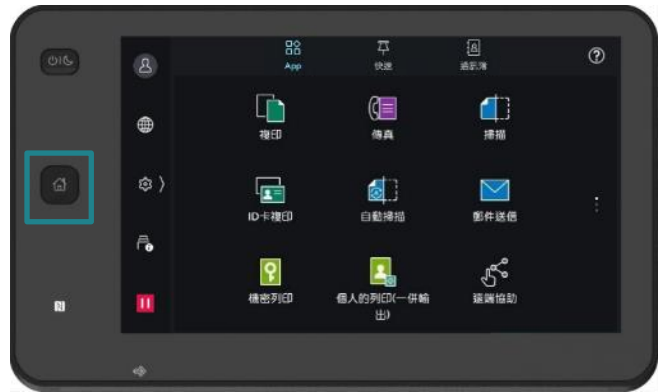 App
快速
通訊簿
複印
傳真
掃描
ID卡複印
自動掃描
郵件送信
機密列印
個人的列印(一併輸
出)
遠端協助